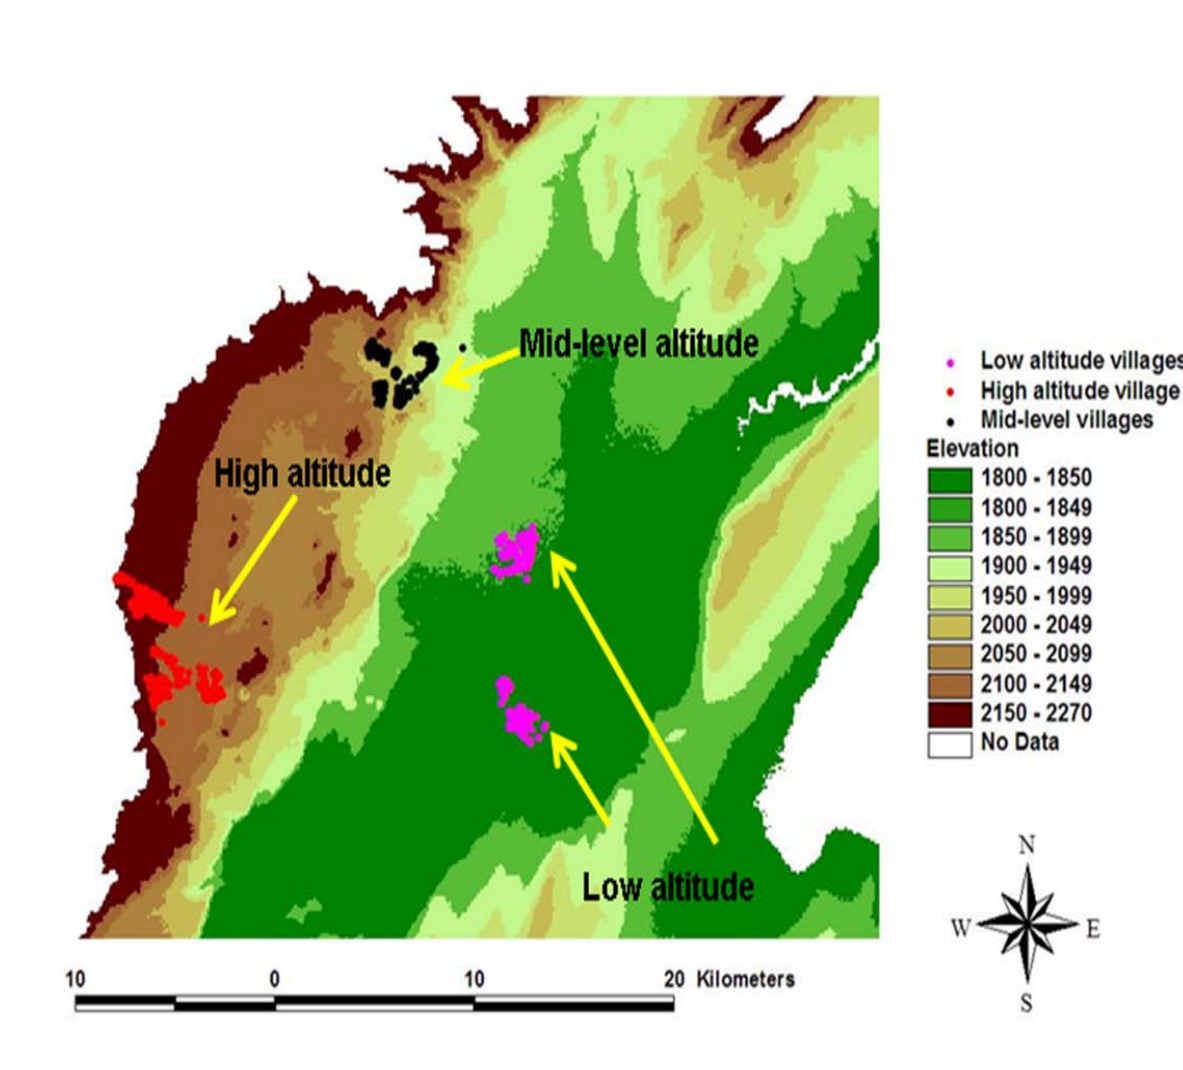 Mid-level altitude
High altitude
Low altitude
Low altitude villages
High altitude village
Mid-level villages
Elevation
1800 - 1850
1800 - 1849
1850 - 1899
1900 - 1949
1950 - 1999
2000 - 2049
2050 - 2099
2100 - 2149
2150 - 2270
No Data
N
W E
S
10 0 10 20 Kilometers